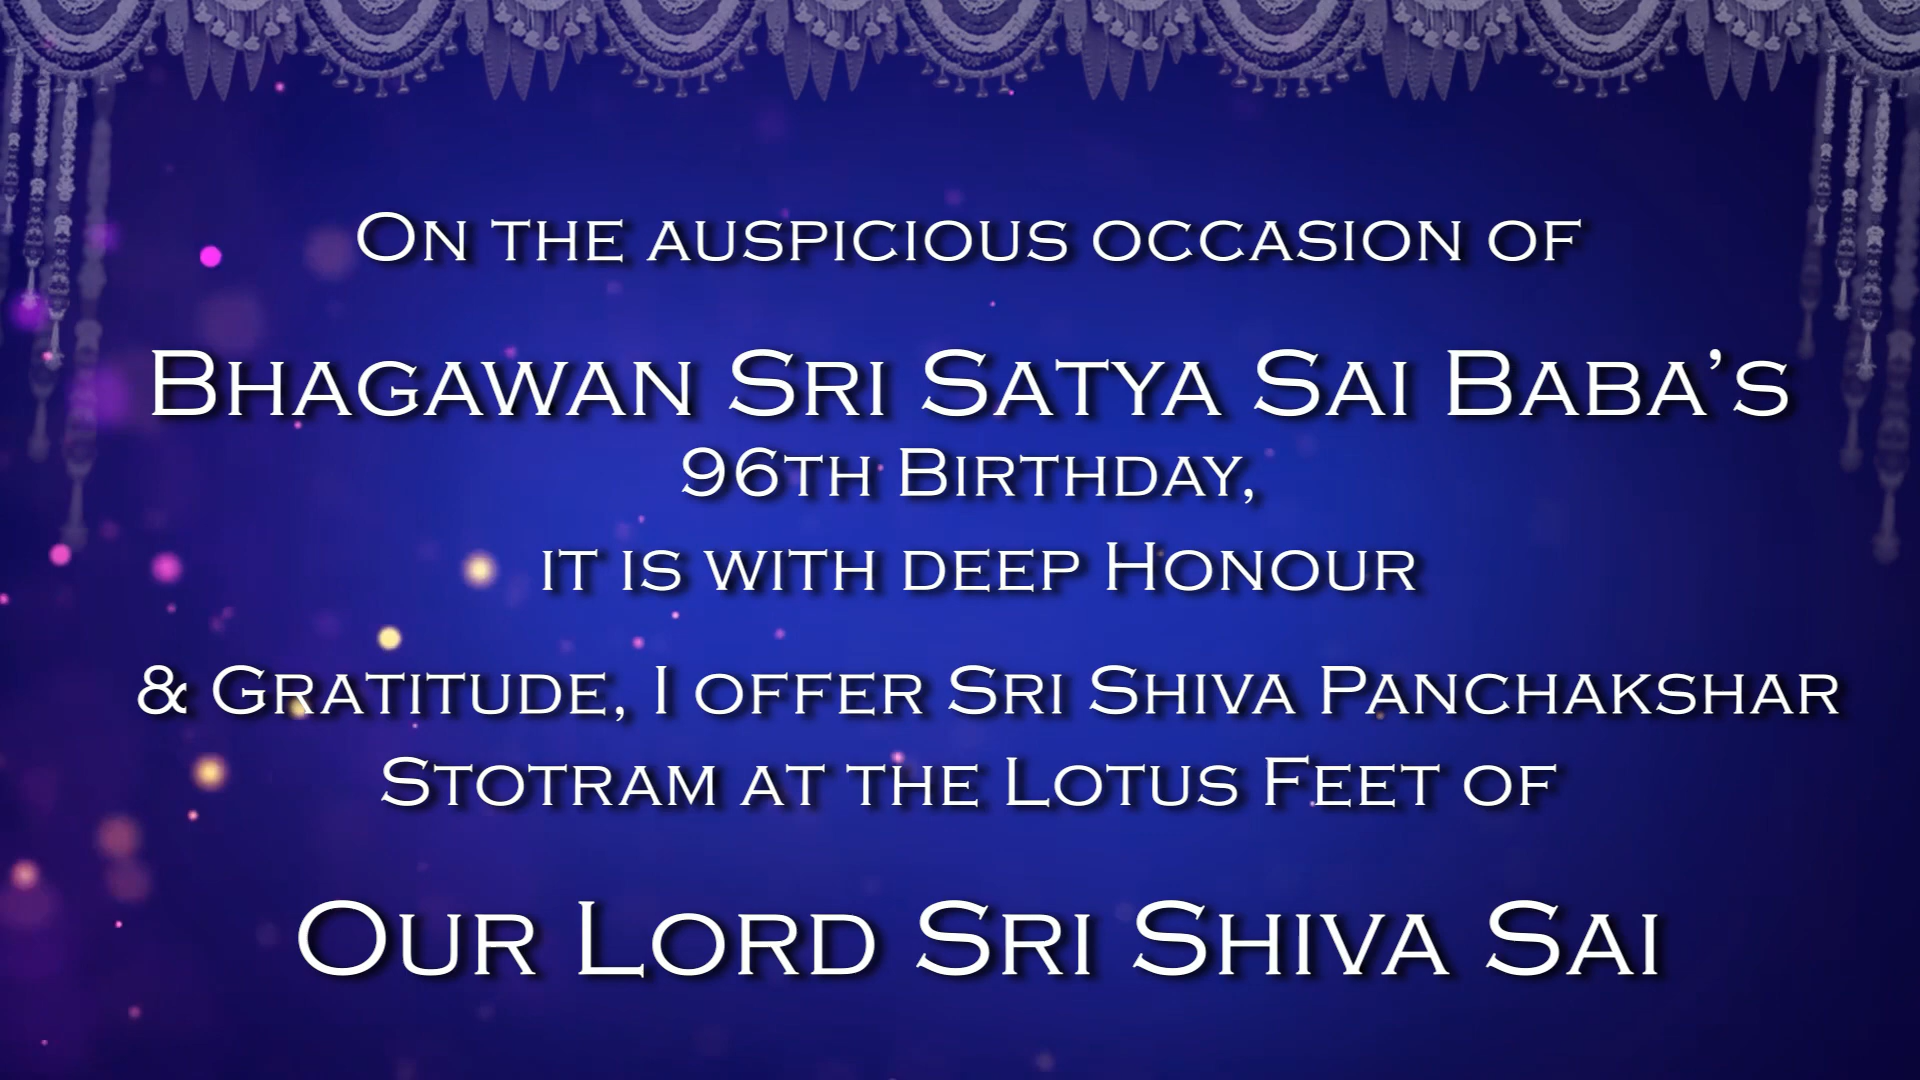 On the auspicious occasion of
Bhagawan Sri Satya Sai Baba’s
96th Birthday,
it is with deep Honour
& Gratitude, I offer Sri Shiva Panchakshar
Stotram at the Lotus Feet of
Our Lord Sri Shiva Sai